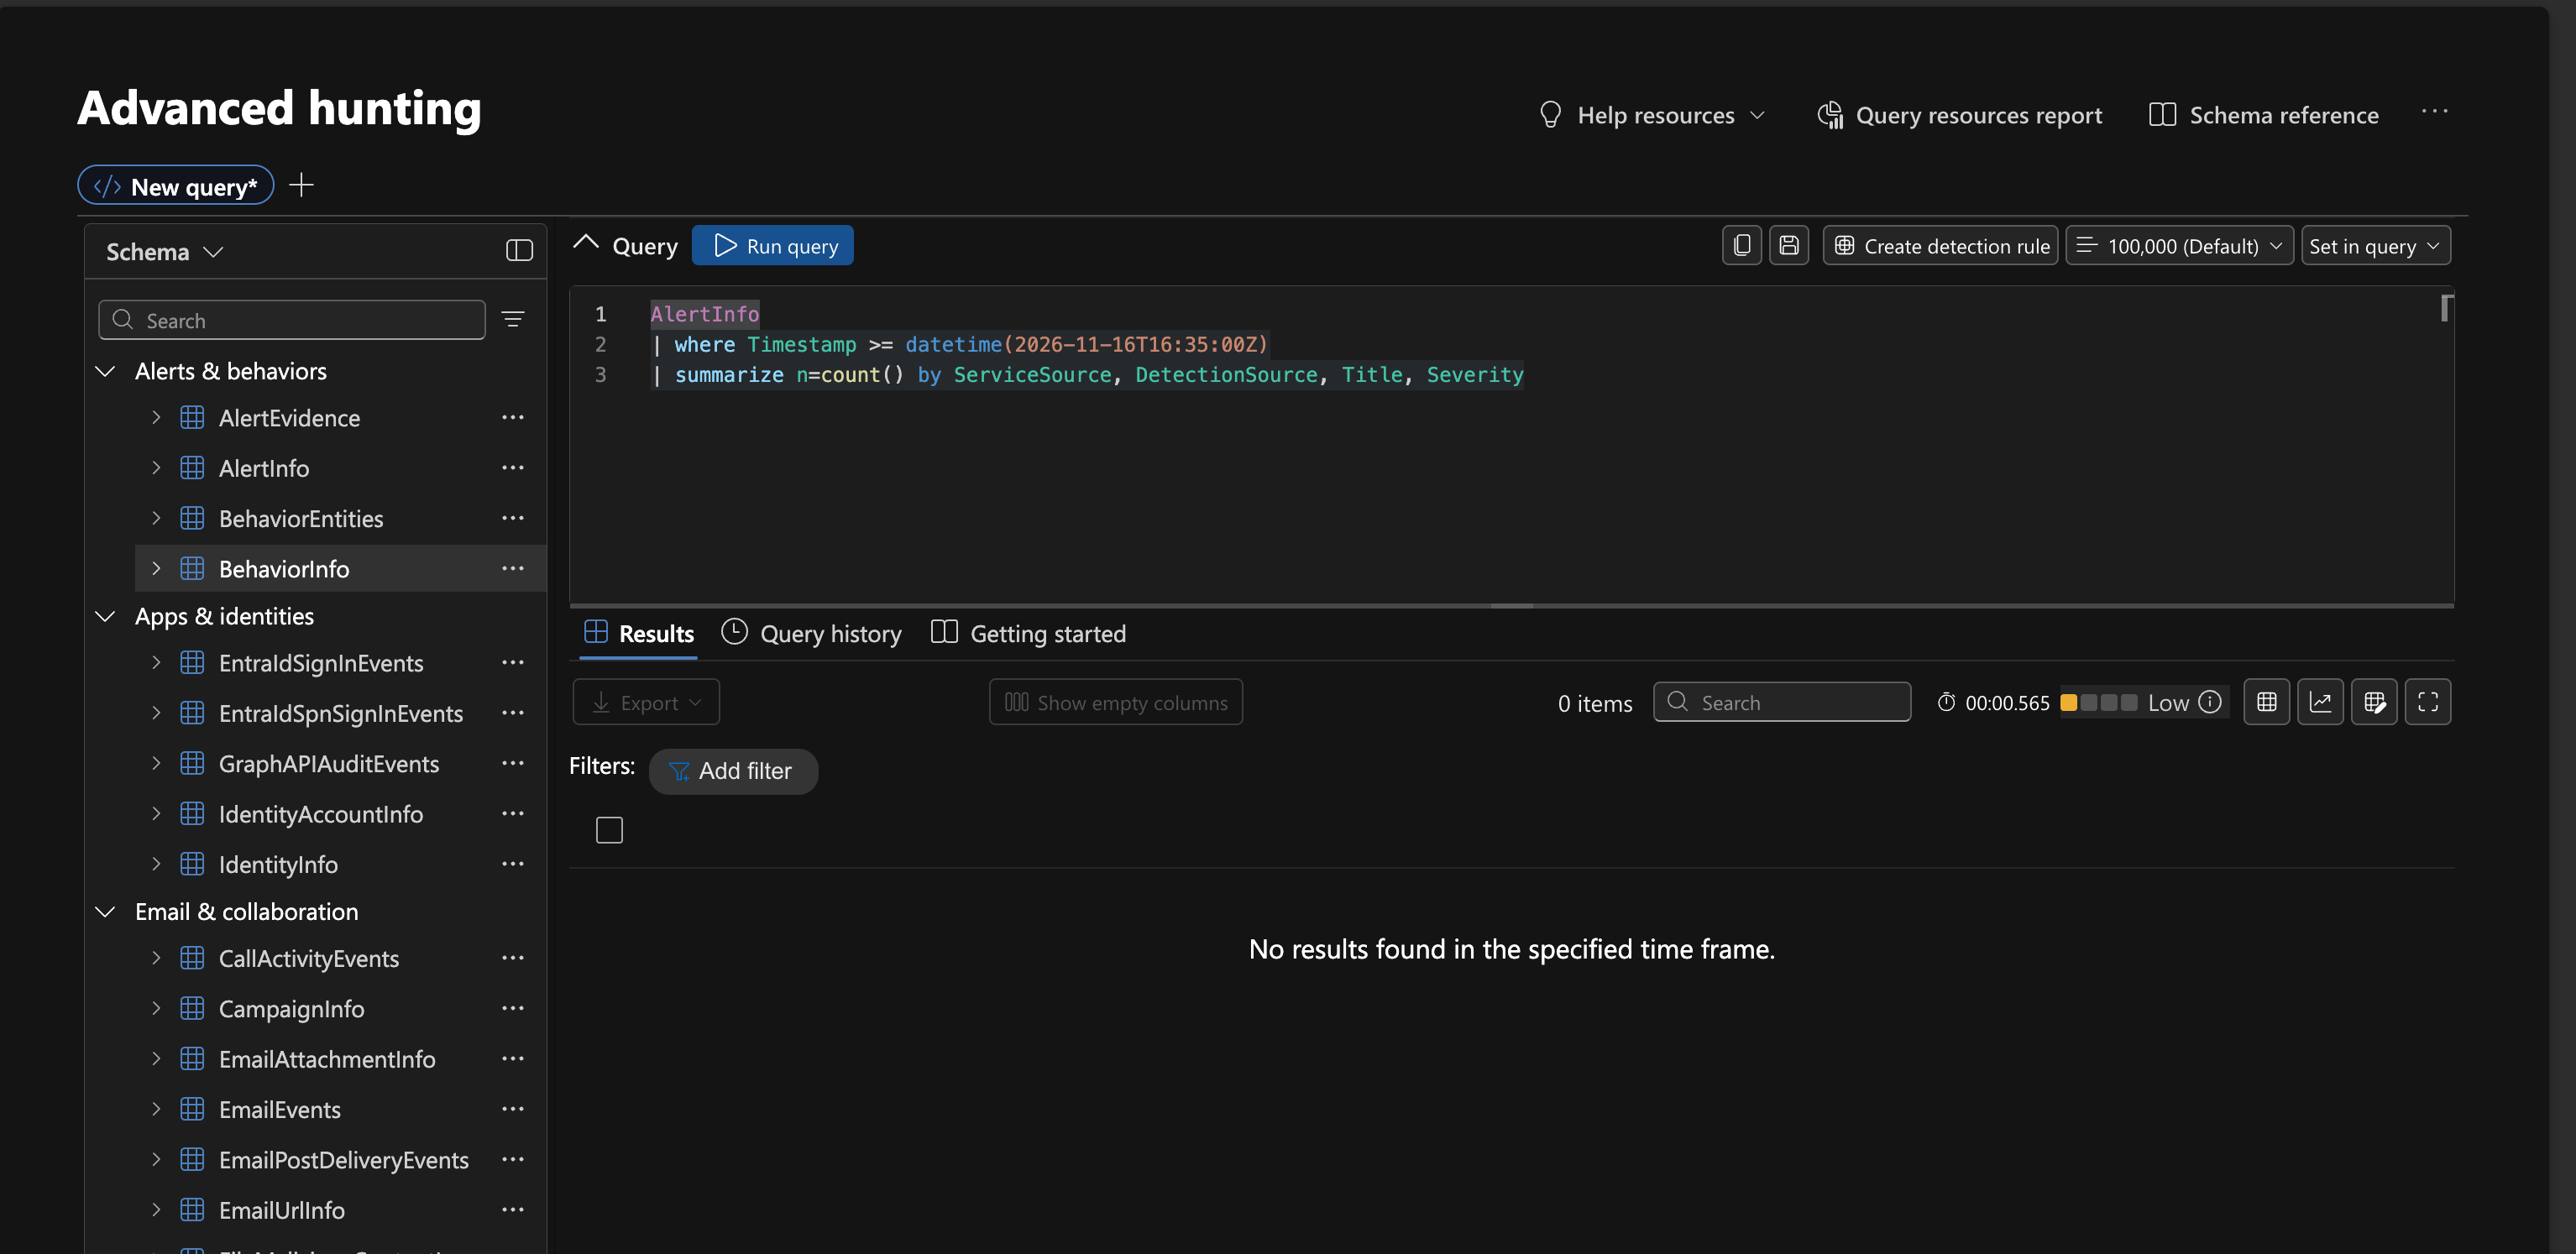 Advanced hunting
Help resources
Query resources report
Schema reference
New query*
Schema
Query
Run query
Create detection rule
100,000 (Default)
Set in query
Search
1 AlertInfo
2 | where Timestamp >= datetime(2026-11-16T16:35:00Z)
3 | summarize n=count() by ServiceSource, DetectionSource, Title, Severity
Alerts & behaviors
AlertEvidence
AlertInfo
BehaviorEntities
BehaviorInfo
Apps & identities
EntraIdSignInEvents
EntraIdSpnSignInEvents
GraphAPIAuditEvents
IdentityAccountInfo
IdentityInfo
Email & collaboration
CallActivityEvents
CampaignInfo
EmailAttachmentInfo
EmailEvents
EmailPostDeliveryEvents
EmailUrlInfo
Results
Query history
Getting started
Export
Show empty columns
0 items
Search
00:00.565
Low
Filters:
Add filter
No results found in the specified time frame.